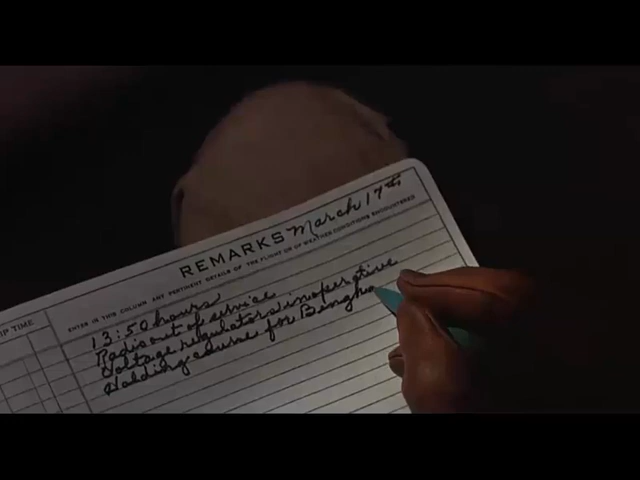 REMARKS March 17th
ENTER IN THIS COLUMN ANY PERTINENT DETAILS OF THE FLIGHT OR OF WEATHER CONDITIONS ENCOUNTERED
P TIME
13:50 hours
Radio out of service
Voltage regulators inoperative
Holding course for Bengha